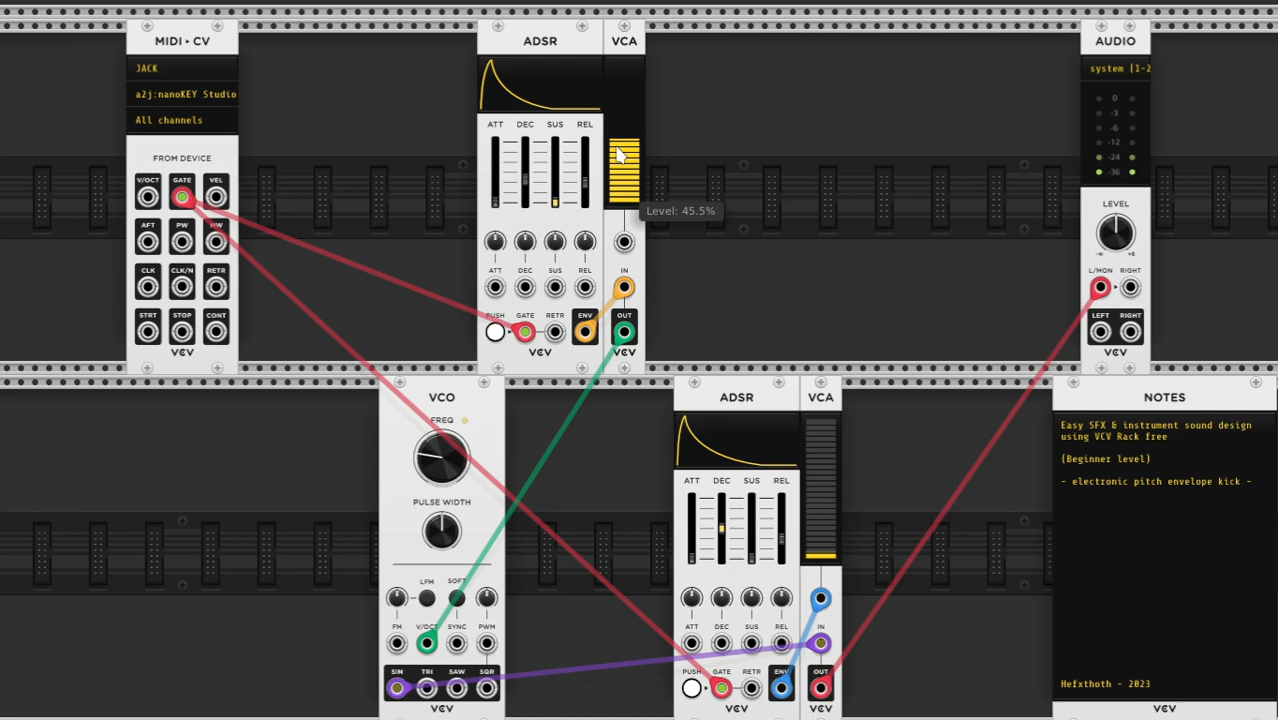 MIDI▸CV
JACK
a2j:nanoKEY Studio
All channels
FROM DEVICE
V/OCT GATE VEL
AFT PW MW
CLK CLK/N RETR
STRT STOP CONT
VCV
ADSR
ATT DEC SUS REL
ATT DEC SUS REL
PUSH GATE RETR ENV
VCV
VCA
Level: 45.5%
IN
OUT
VCV
AUDIO
system (1-2
0
-3
-6
-12
-24
-36
LEVEL
-∞ +6
L/MON RIGHT
LEFT RIGHT
VCV
VCO
FREQ
PULSE WIDTH
LFM SOFT
FM V/OCT SYNC PWM
SIN TRI SAW SQR
VCV
ADSR
ATT DEC SUS REL
ATT DEC SUS REL
PUSH GATE RETR ENV
VCV
VCA
IN
OUT
VCV
NOTES
Easy SFX & instrument sound design
using VCV Rack free
(Beginner level)
- electronic pitch envelope kick -
Hefxthoth - 2023
VCV